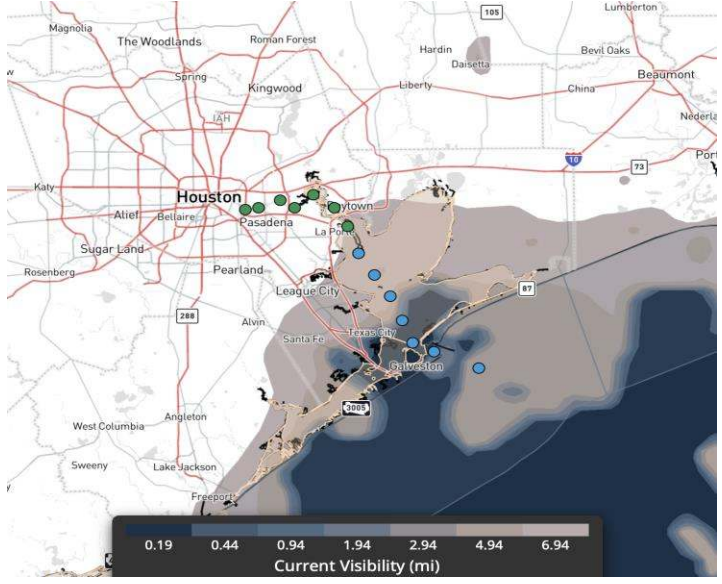 105
Lumberton
Magnolia
The Woodlands
Roman Forest
Hardin
Bevil Oaks
Daisetta
Spring
Beaumont
Kingwood
Liberty
China
IAH
Nederla
10
73
Port
Katy
Houston
Baytown
Alief
Bellaire
Pasadena
La Porte
Sugar Land
Pearland
Rosenberg
League City
87
288
Alvin
Santa Fe
Texas City
Galveston
3005
Angleton
West Columbia
Sweeny
Lake Jackson
Freeport
0.19 0.44 0.94 1.94 2.94 4.94 6.94
Current Visibility (mi)